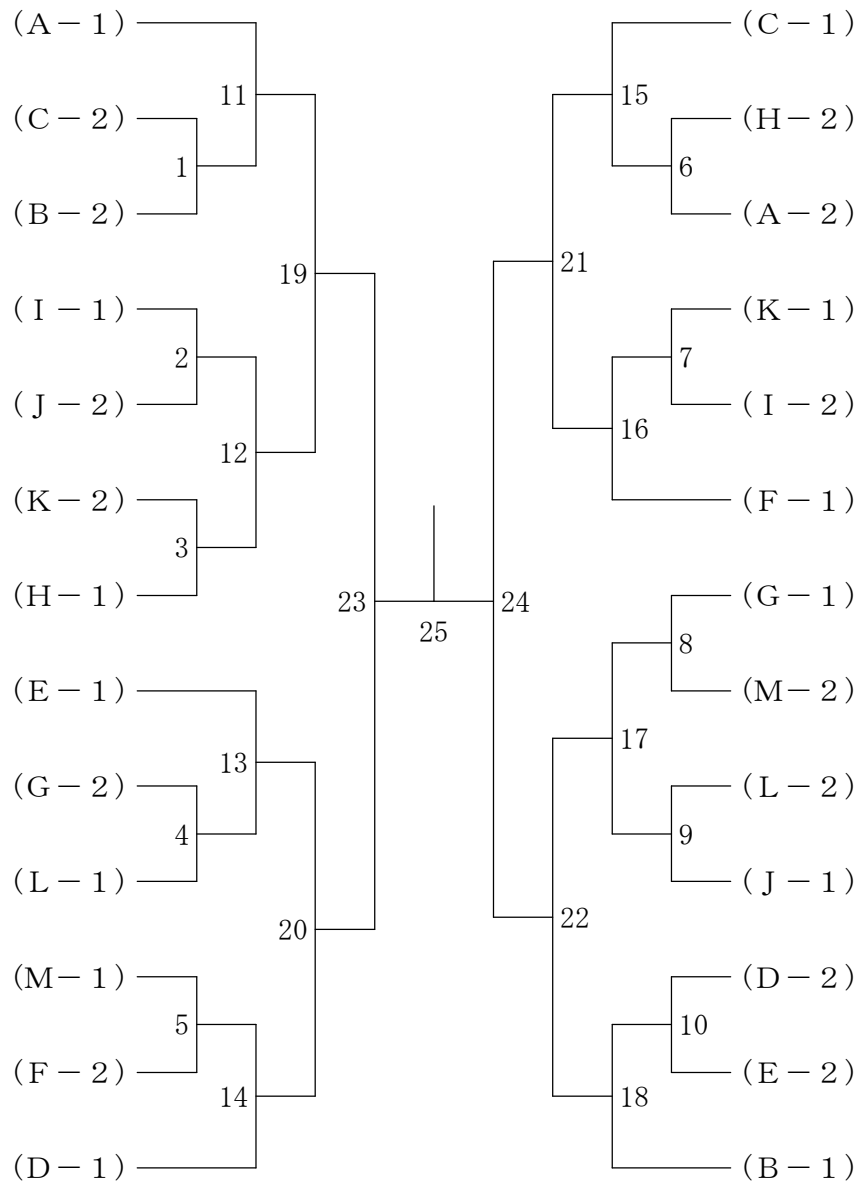 (A－1)
(C－1)
11
15
(C－2)
(H－2)
1
6
(B－2)
(A－2)
19
21
(I－1)
(K－1)
2
7
(J－2)
(I－2)
12
16
(K－2)
(F－1)
3
(H－1)
(G－1)
23
24
25
8
(E－1)
(M－2)
13
17
(G－2)
(L－2)
4
9
(L－1)
(J－1)
20
22
(M－1)
(D－2)
5
10
(F－2)
(E－2)
14
18
(D－1)
(B－1)